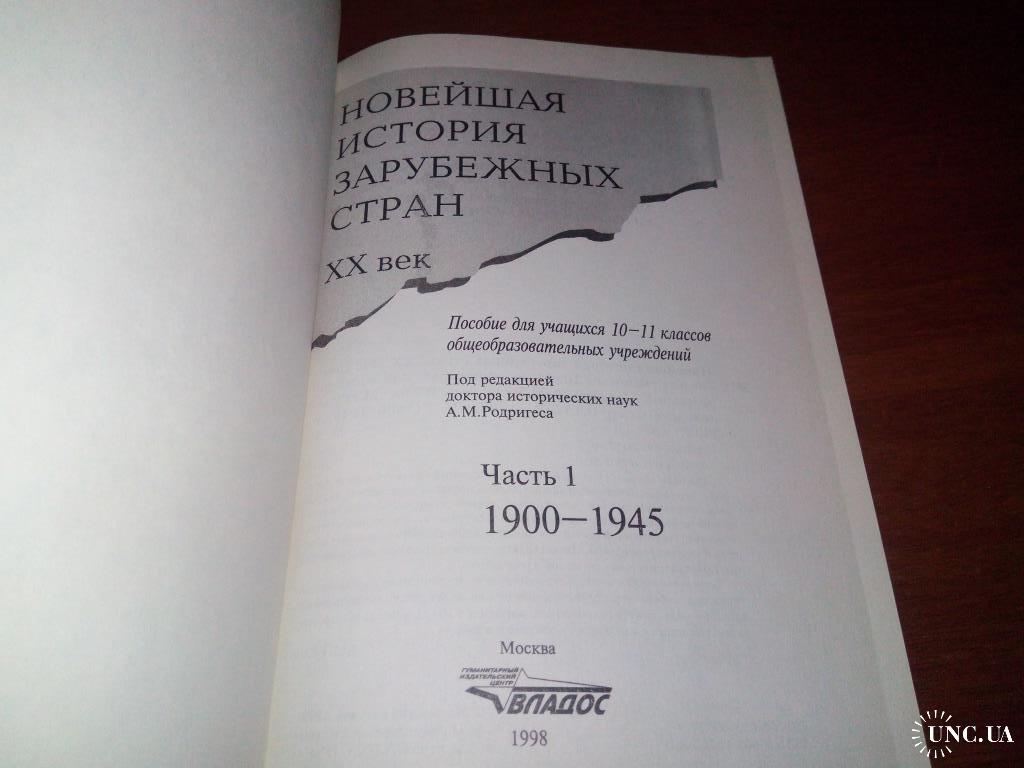 НОВЕЙШАЯ
ИСТОРИЯ
ЗАРУБЕЖНЫХ
СТРАН
XX век
Пособие для учащихся 10–11 классов
общеобразовательных учреждений
Под редакцией
доктора исторических наук
А.М.Родригеса
Часть 1
1900–1945
Москва
ГУМАНИТАРНЫЙ
ИЗДАТЕЛЬСКИЙ
ЦЕНТР
ВЛАДОС
1998
UNC.UA